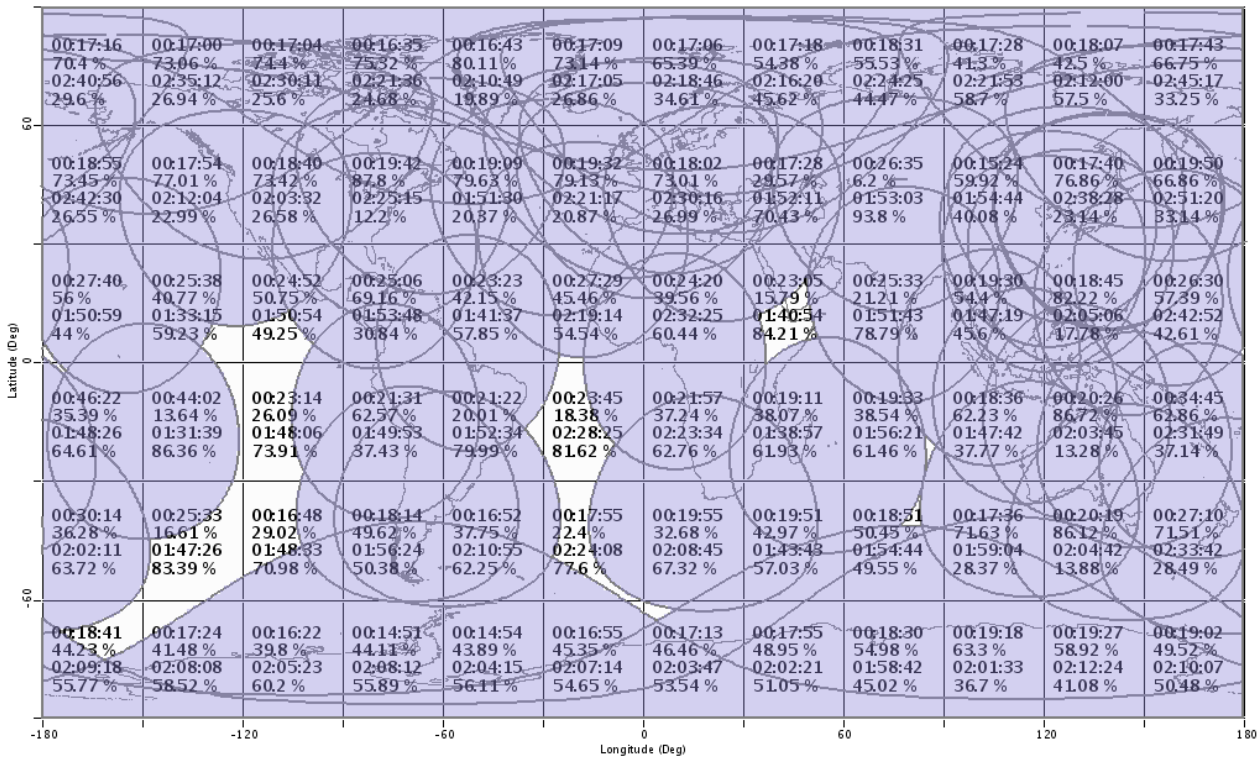 00:17:16 00:17:00 00:17:04 00:16:35 00:16:43 00:17:09 00:17:06 00:17:18 00:18:31 00:17:28 00:18:07 00:17:43
70.4 % 73.06 % 74.4 % 75.32 % 80.11 % 73.14 % 65.39 % 54.38 % 55.53 % 41.3 % 42.5 % 66.75 %
02:40:56 02:35:12 02:30:11 02:21:36 02:10:49 02:17:05 02:18:46 02:16:20 02:24:25 02:21:53 02:12:00 02:45:17
29.6 % 26.94 % 25.6 % 24.68 % 19.89 % 26.86 % 34.61 % 45.62 % 44.47 % 58.7 % 57.5 % 33.25 %
60
00:18:55 00:17:54 00:18:40 00:19:42 00:19:09 00:19:32 00:18:02 00:17:28 00:26:35 00:15:24 00:17:40 00:19:50
73.45 % 77.01 % 73.42 % 87.8 % 79.63 % 79.13 % 73.01 % 29.57 % 6.2 % 59.92 % 76.86 % 66.86 %
02:42:30 02:12:04 02:03:32 02:25:15 01:51:30 02:21:17 02:30:16 01:52:11 01:53:03 01:54:44 02:38:28 02:51:20
26.55 % 22.99 % 26.58 % 12.2 % 20.37 % 20.87 % 26.99 % 70.43 % 93.8 % 40.08 % 23.14 % 33.14 %
00:27:40 00:25:38 00:24:52 00:25:06 00:23:23 00:27:29 00:24:20 00:23:05 00:25:33 00:19:30 00:18:45 00:26:30
56 % 40.77 % 50.75 % 69.16 % 42.15 % 45.46 % 39.56 % 15.79 % 21.21 % 54.4 % 82.22 % 57.39 %
01:50:59 01:33:15 01:50:54 01:53:48 01:41:37 02:19:14 02:32:25 01:40:54 01:51:43 01:47:19 02:05:06 02:42:52
44 % 59.23 % 49.25 % 30.84 % 57.85 % 54.54 % 60.44 % 84.21 % 78.79 % 45.6 % 17.78 % 42.61 %
Latitude (Deg)
0
00:46:22 00:44:02 00:23:14 00:21:31 00:21:22 00:23:45 00:21:57 00:19:11 00:19:33 00:18:36 00:20:26 00:34:45
35.39 % 13.64 % 26.09 % 62.57 % 20.01 % 18.38 % 37.24 % 38.07 % 38.54 % 62.23 % 86.72 % 62.86 %
01:48:26 01:31:39 01:48:06 01:49:53 01:52:34 02:28:25 02:23:34 01:38:57 01:56:21 01:47:42 02:03:45 02:31:49
64.61 % 86.36 % 73.91 % 37.43 % 79.99 % 81.62 % 62.76 % 61.93 % 61.46 % 37.77 % 13.28 % 37.14 %
00:30:14 00:25:33 00:16:48 00:18:14 00:16:52 00:17:55 00:19:55 00:19:51 00:18:51 00:17:36 00:20:19 00:27:10
36.28 % 16.61 % 29.02 % 49.62 % 37.75 % 22.4 % 32.68 % 42.97 % 50.45 % 71.63 % 86.12 % 71.51 %
02:02:11 01:47:26 01:48:33 01:56:24 02:10:55 02:24:08 02:08:45 01:43:43 01:54:44 01:59:04 02:04:42 02:33:42
63.72 % 83.39 % 70.98 % 50.38 % 62.25 % 77.6 % 67.32 % 57.03 % 49.55 % 28.37 % 13.88 % 28.49 %
-60
00:18:41 00:17:24 00:16:22 00:14:51 00:14:54 00:16:55 00:17:13 00:17:55 00:18:30 00:19:18 00:19:27 00:19:02
44.23 % 41.48 % 39.8 % 44.11 % 43.89 % 45.35 % 46.46 % 48.95 % 54.98 % 63.3 % 58.92 % 49.52 %
02:09:18 02:08:08 02:05:23 02:08:12 02:04:15 02:07:14 02:03:47 02:02:21 01:58:42 02:01:33 02:12:24 02:10:07
55.77 % 58.52 % 60.2 % 55.89 % 56.11 % 54.65 % 53.54 % 51.05 % 45.02 % 36.7 % 41.08 % 50.48 %
-180 -120 -60 0 60 120 180
Longitude (Deg)